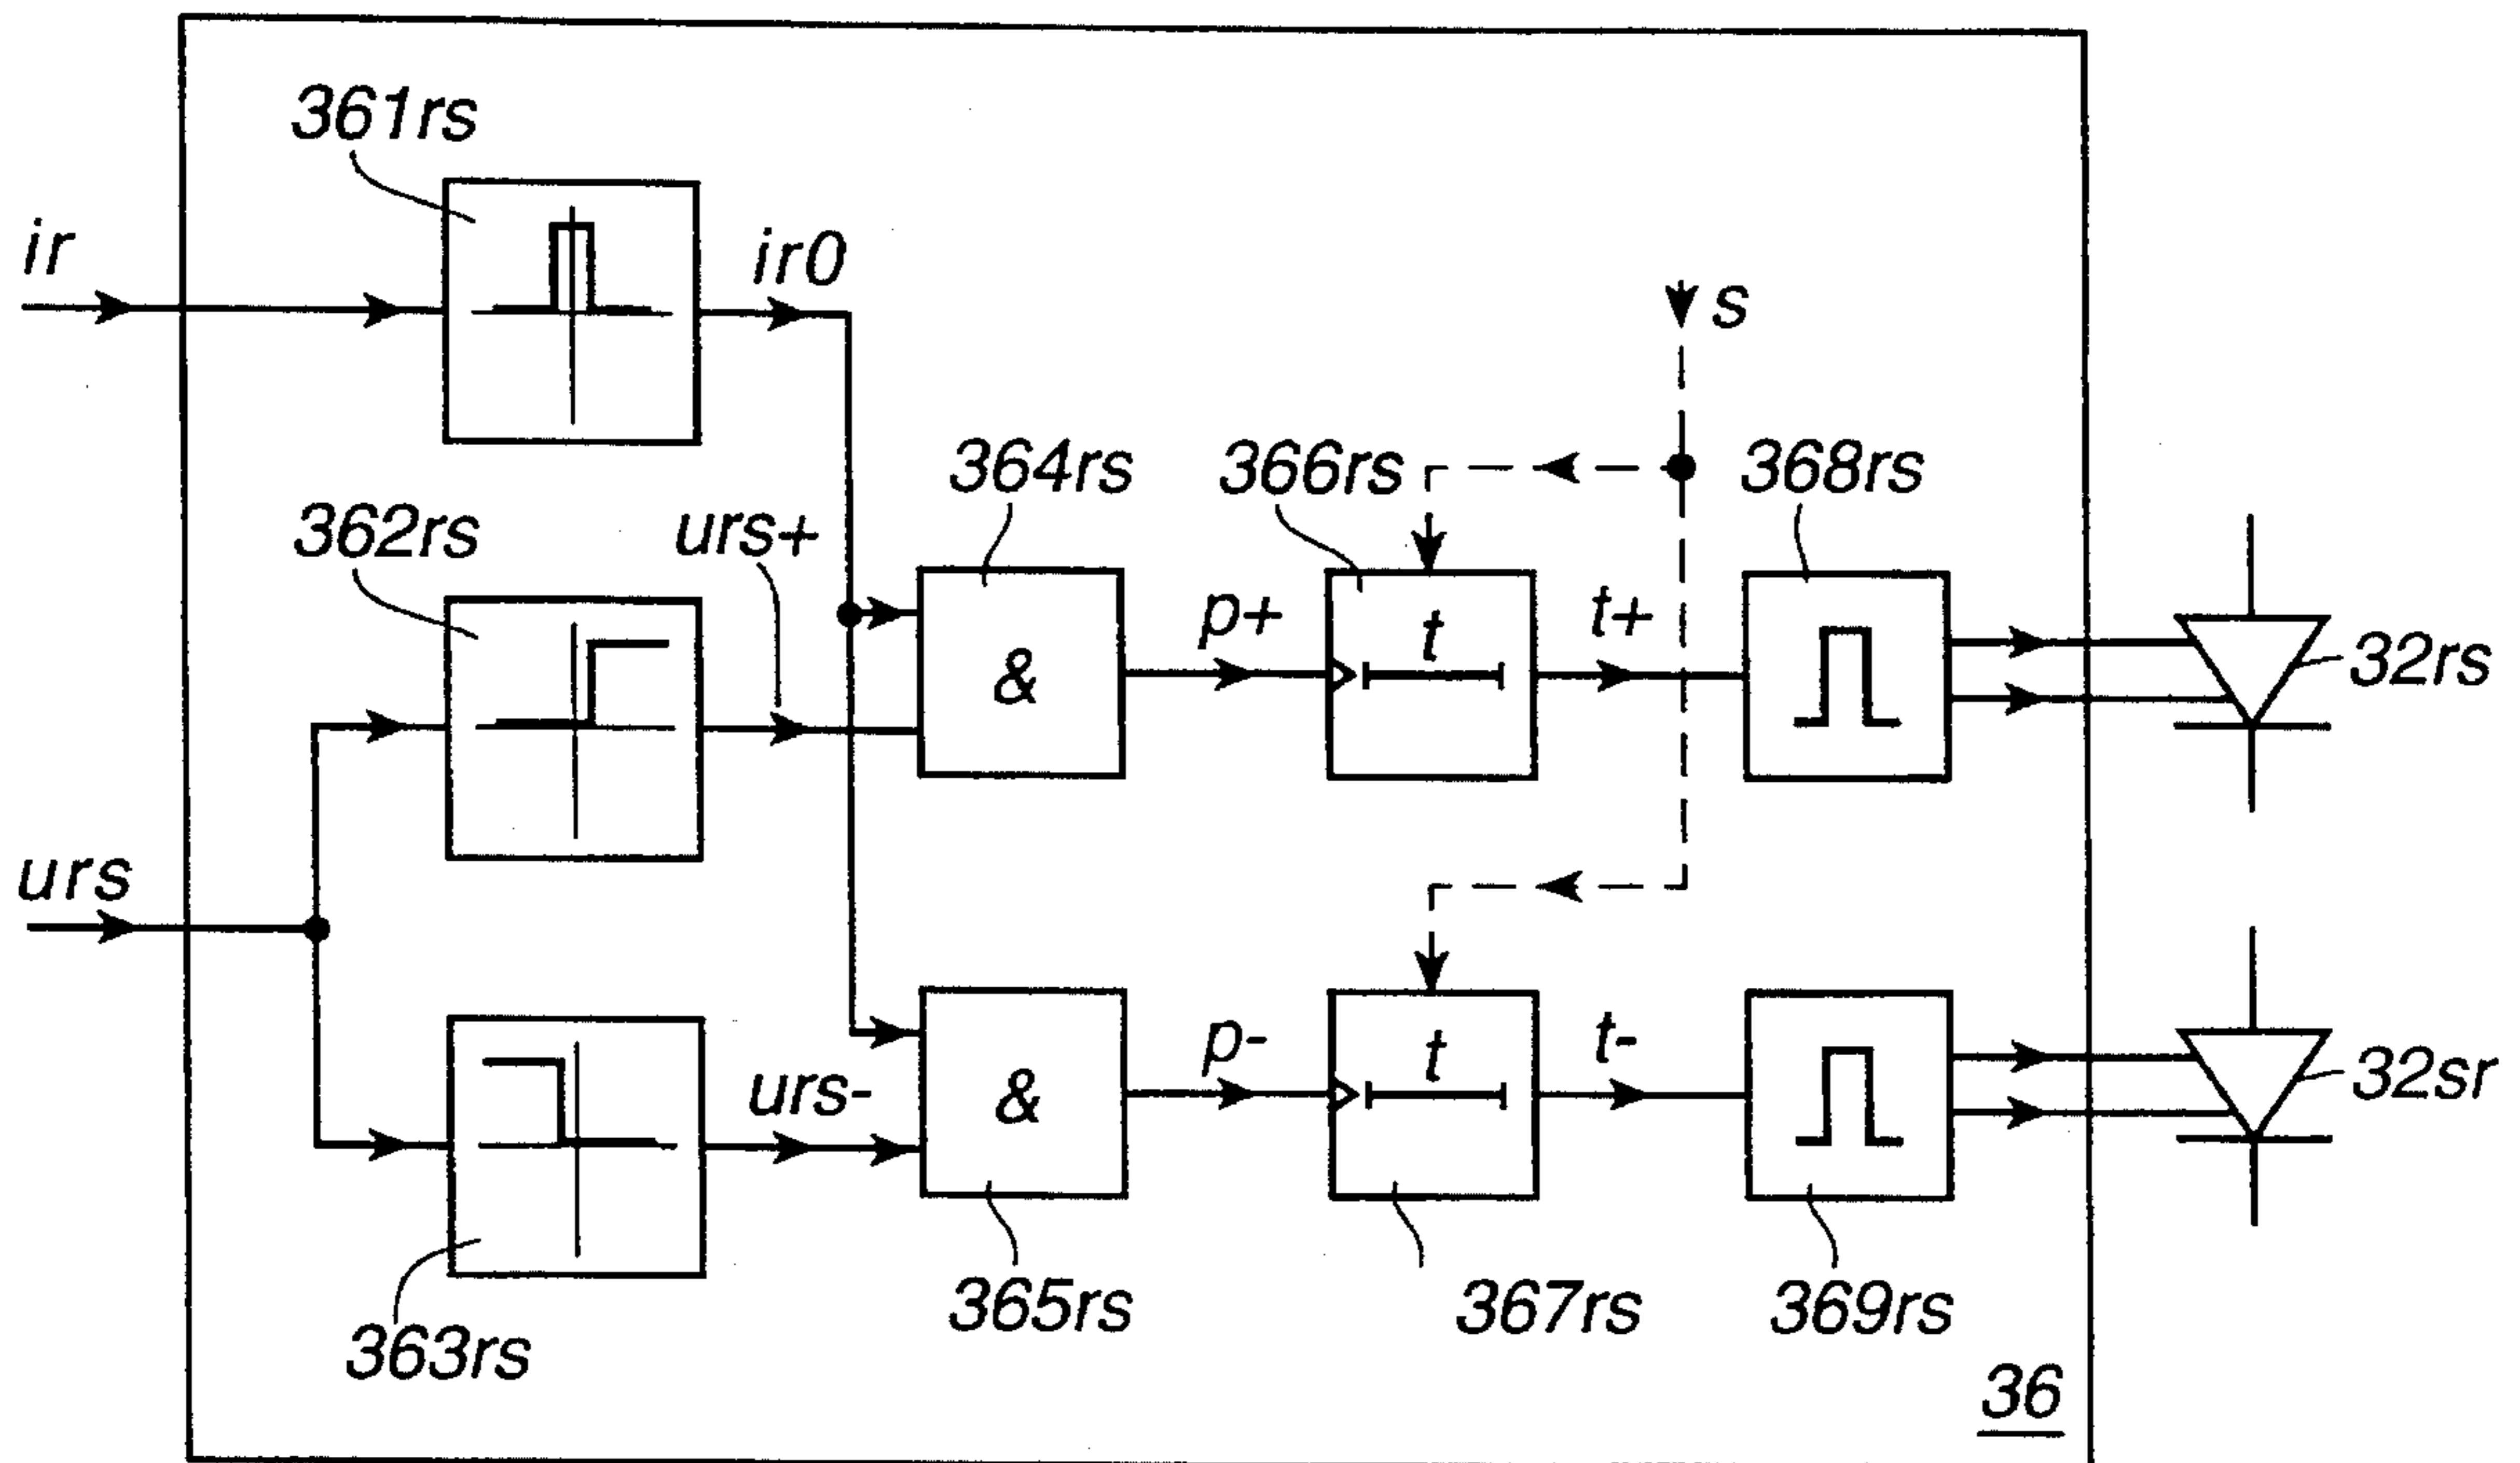 361rs
ir
ir0
s
364rs
366rs
368rs
362rs
urs+
p+
t
t+
&
32rs
urs
p-
t
t-
32sr
urs-
&
365rs
367rs
369rs
363rs
36